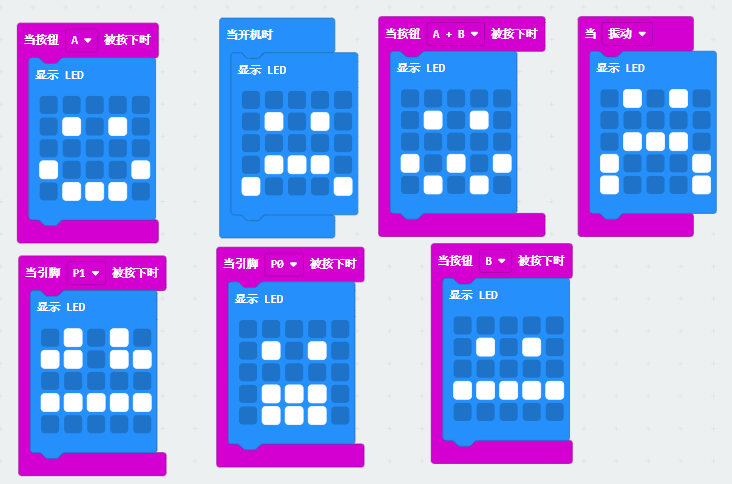 当按钮 A 被按下时
显示 LED
当开机时
显示 LED
当按钮 A + B 被按下时
显示 LED
当 振动
显示 LED
当引脚 P1 被按下时
显示 LED
当引脚 P0 被按下时
显示 LED
当按钮 B 被按下时
显示 LED